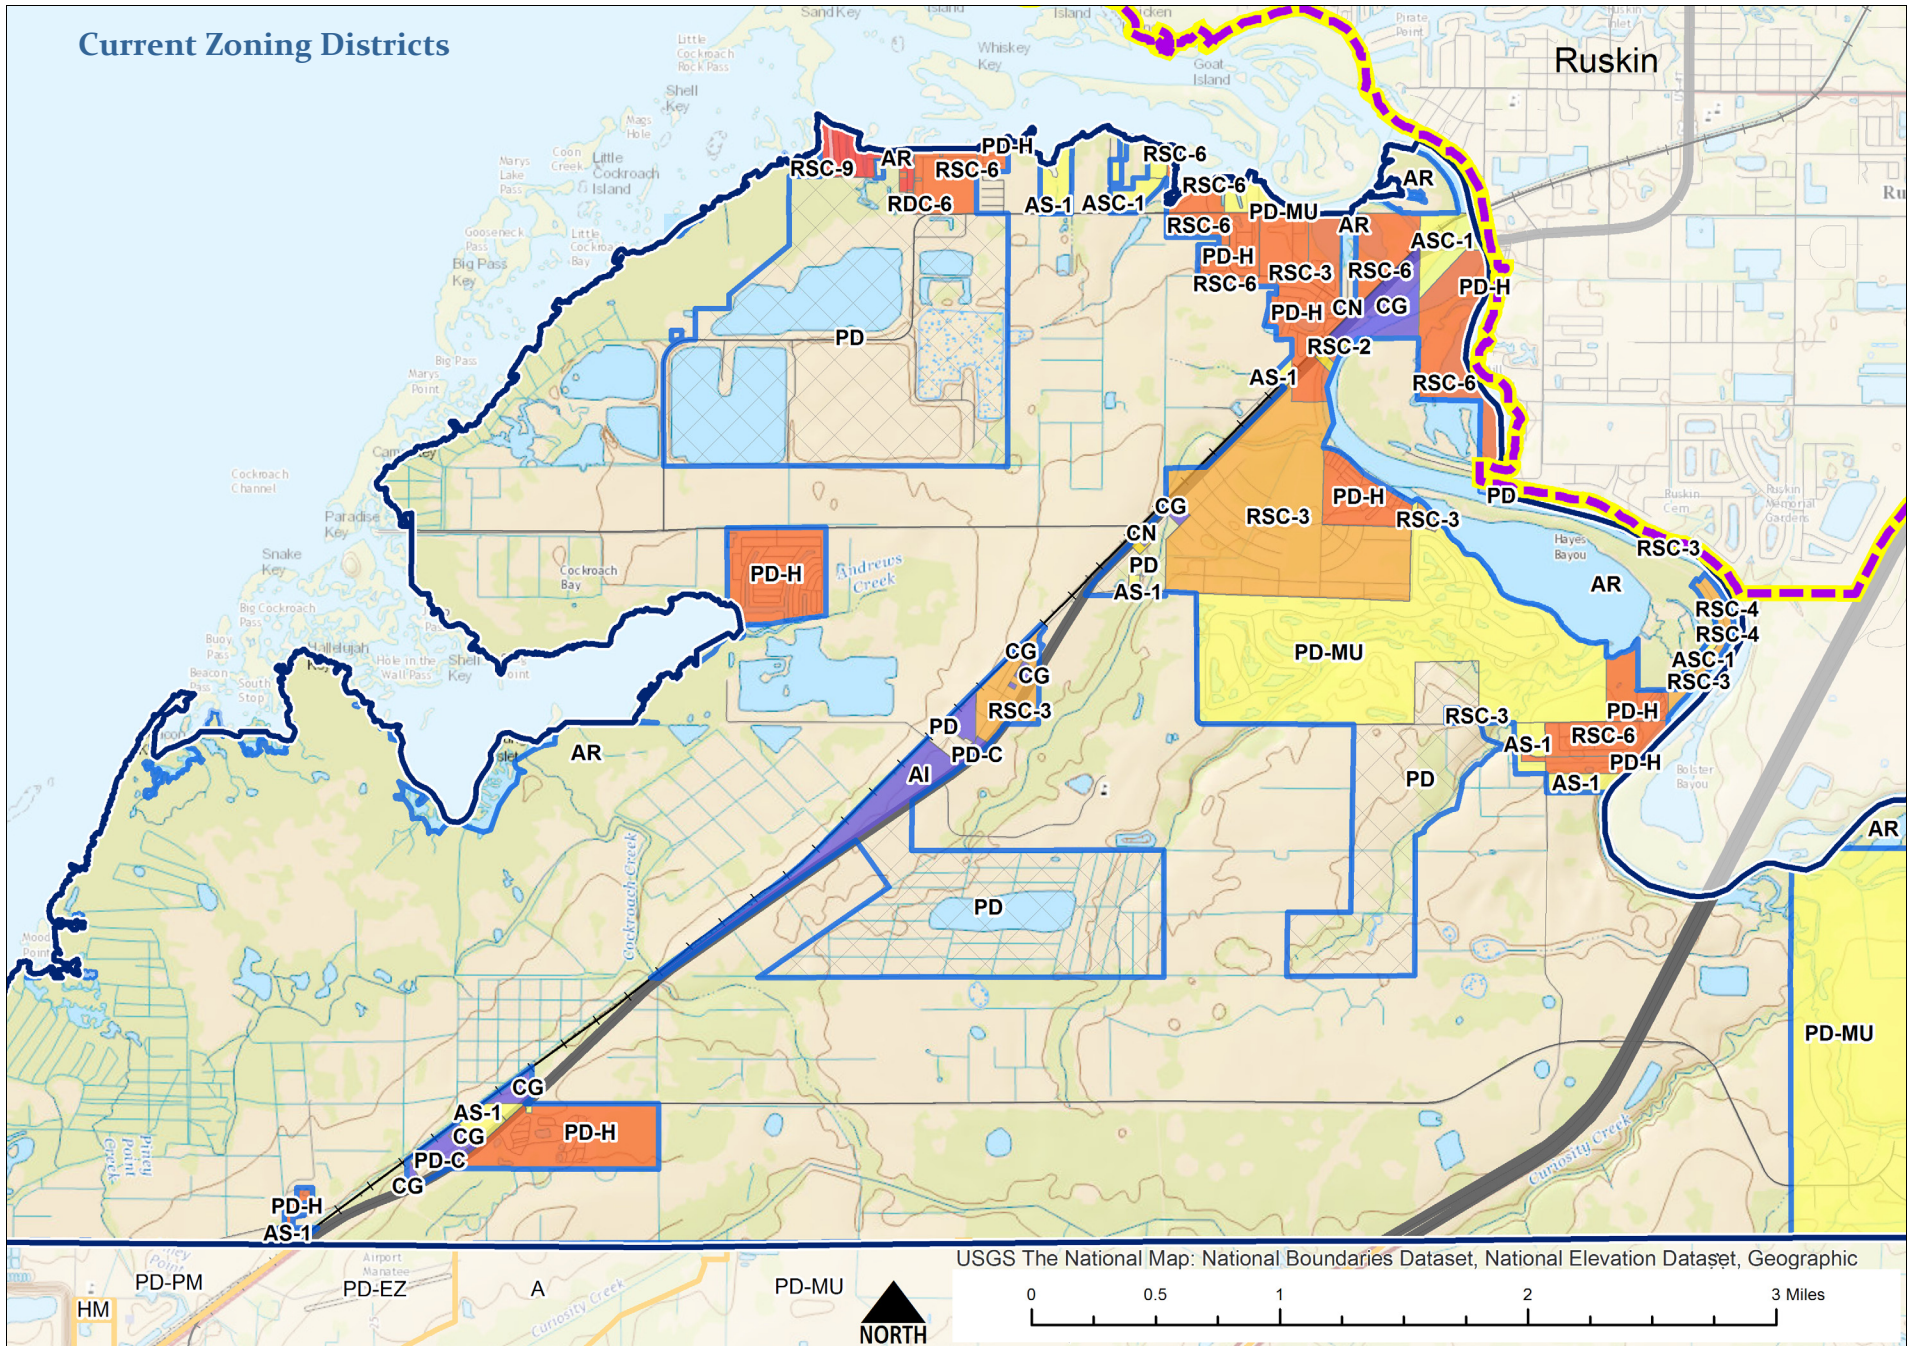 Current Zoning Districts
Sand Key
Island
Island
Pirate
Point
Ruskin
Inlet
Little
Cockroach
Rock Pass
Whiskey
Key
Goat
Island
Ruskin
Shell
Key
Mags
Hole
Coon
Creek
Marys
Lake
Pass
Little
Cockroach
Island
RSC-9
AR
RSC-6
PD-H
RDC-6
AS-1
ASC-1
RSC-6
RSC-6
AR
RSC-6
PD-MU
AR
ASC-1
Gooseneck
Pass
Little
Big Pass
Key
PD-H
RSC-6
RSC-3
RSC-6
PD-H
PD-H
CN
CG
PD
RSC-2
Big Pass
Marys
Point
AS-1
RSC-6
Cockroach
Channel
PD-H
PD
Ruskin
Cem
Ruskin
Memorial
Gardens
Paradise
Key
CG
RSC-3
RSC-3
CN
Hayes
Bayou
RSC-3
Snake
Key
Cockroach
Bay
PD-H
Andrews
Creek
PD
AS-1
AR
Big Cockroach
Pass
RSC-4
RSC-4
Buoy
Pass
Hallelujah
Hole in the
Wall Pass
Shell
Key
CG
CG
PD-MU
ASC-1
RSC-3
Beacon
Pass
South
Stop
RSC-3
PD
PD-H
RSC-3
RSC-6
AS-1
AR
PD-C
AI
PD
PD-H
AS-1
Bolster
Bayou
AR
Cockroach Creek
PD
PD-MU
CG
AS-1
CG
PD-H
PD-C
CG
Piney
Point
Creek
Curiosity Creek
PD-H
AS-1
USGS The National Map: National Boundaries Dataset, National Elevation Dataset, Geographic
Point
Creek
Airport
Manatee
PD-PM
PD-EZ
A
PD-MU
HM
Curiosity Creek
NORTH
0 0.5 1 2 3 Miles